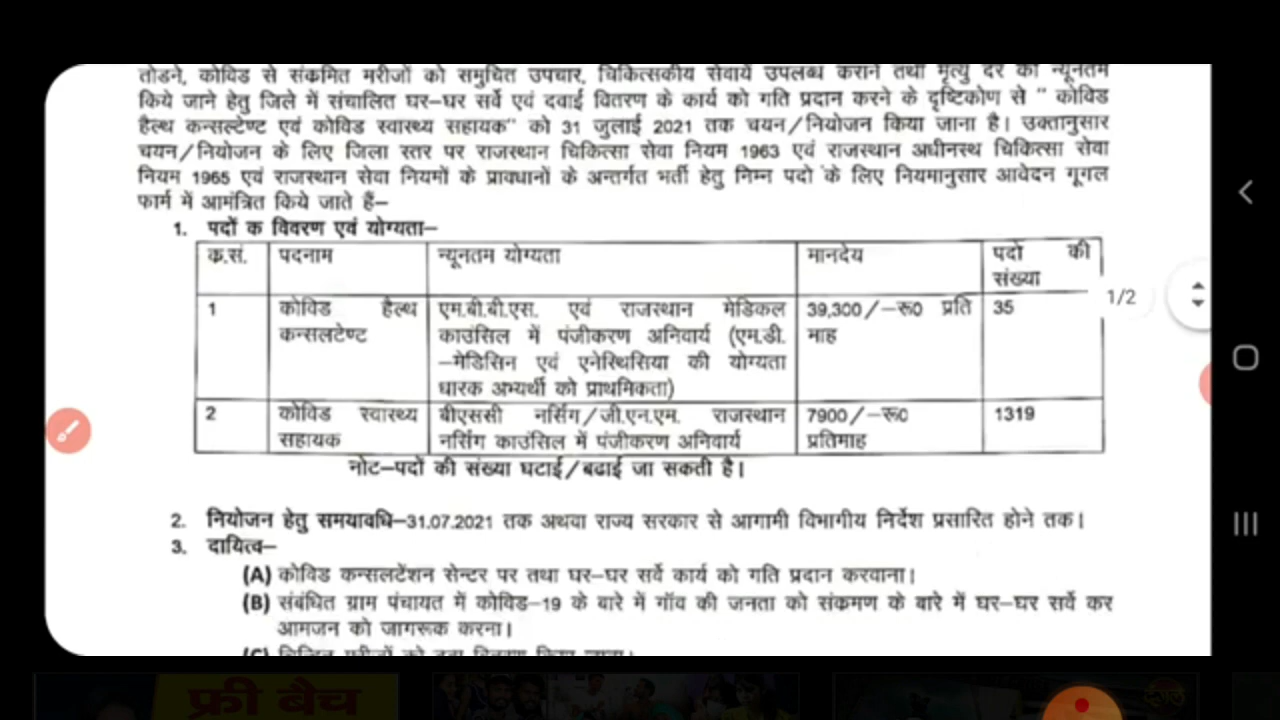 तोडने, कोविड से संक्रमित मरीजों को समुचित उपचार, चिकित्सकीय सेवायें उपलब्ध कराने तथा मृत्यु दर को न्यूनतम
किये जाने हेतु जिले में संचालित घर–घर सर्वे एवं दवाई वितरण के कार्य को गति प्रदान करने के दृष्टिकोण से " कोविड
हैल्थ कन्सल्टेण्ट एवं कोविड स्वास्थ्य सहायक" को 31 जुलाई 2021 तक चयन/नियोजन किया जाना है। उक्तानुसार
चयन/नियोजन के लिए जिला स्तर पर राजस्थान चिकित्सा सेवा नियम 1963 एवं राजस्थान अधीनस्थ चिकित्सा सेवा
नियम 1965 एवं राजस्थान सेवा नियमों के प्रावधानों के अन्तर्गत भर्ती हेतु निम्न पदो के लिए नियमानुसार आवेदन गूगल
फार्म में आमंत्रित किये जाते हैं–
1. पदों क विवरण एवं योग्यता–
क्र.सं. पदनाम न्यूनतम योग्यता मानदेय पदो की
संख्या
1 कोविड हैल्थ एम.बी.बी.एस. एवं राजस्थान मेडिकल 39,300/–रू0 प्रति 35
कन्सलटेण्ट काउंसिल में पंजीकरण अनिवार्य (एम.डी. माह
–मेडिसिन एवं एनेस्थिसिया की योग्यता
धारक अभ्यर्थी को प्राथमिकता)
2 कोविड स्वास्थ्य बीएससी नर्सिंग/जी.एन.एम. राजस्थान 7900/–रू0 1319
सहायक नर्सिंग काउंसिल में पंजीकरण अनिवार्य प्रतिमाह
नोट–पदों की संख्या घटाई/बढाई जा सकती है।
2. नियोजन हेतु समयावधि–31.07.2021 तक अथवा राज्य सरकार से आगामी विभागीय निर्देश प्रसारित होने तक।
3. दायित्व–
(A) कोविड कन्सलटेंशन सेन्टर पर तथा घर–घर सर्वे कार्य को गति प्रदान करवाना।
(B) संबंधित ग्राम पंचायत में कोविड–19 के बारे में गॉव की जनता को संकमण के बारे में घर–घर सर्वे कर
आमजन को जागरूक करना।
1/2
फ्री बैच